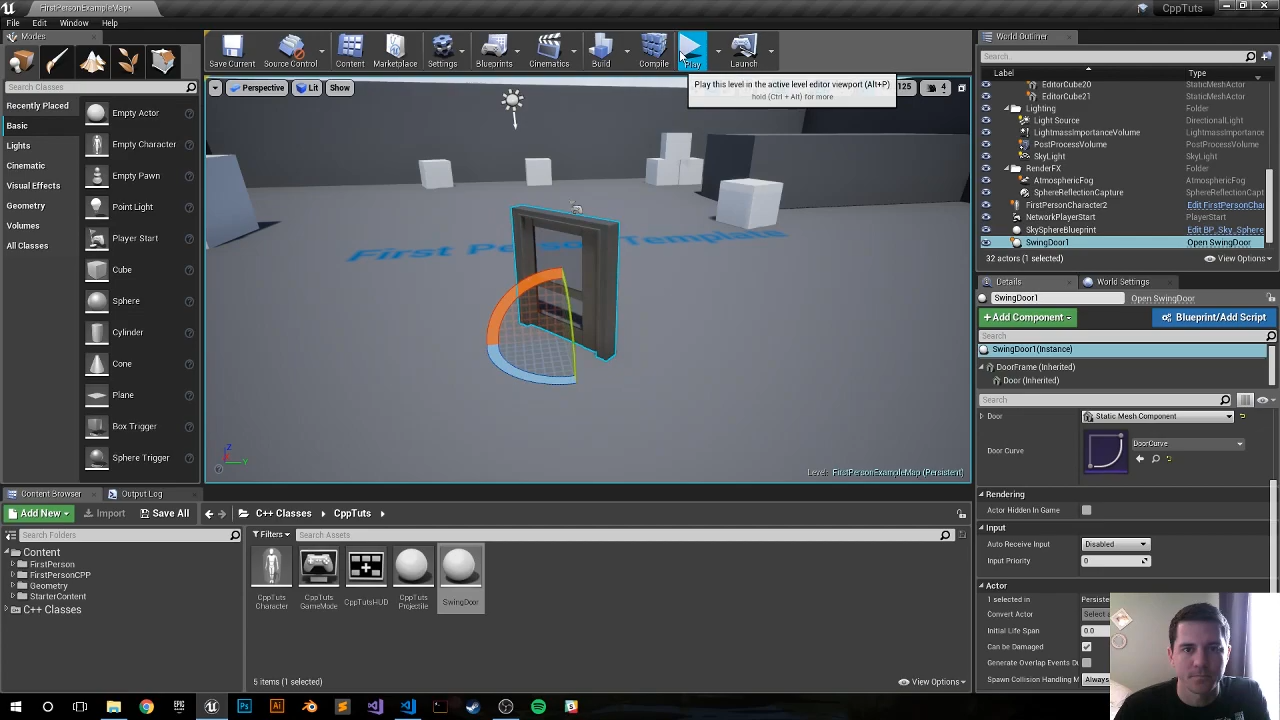 FirstPersonExampleMap*
CppTuts
File Edit Window Help
Modes
Search Classes
Recently Placed
Basic
Lights
Cinematic
Visual Effects
Geometry
Volumes
All Classes
Empty Actor
Empty Character
Empty Pawn
Point Light
Player Start
Cube
Sphere
Cylinder
Cone
Plane
Box Trigger
Sphere Trigger
Save Current
Source Control
Content
Marketplace
Settings
Blueprints
Cinematics
Build
Compile
Play
Launch
Perspective Lit Show
Play this level in the active level editor viewport (Alt+P)
hold (Ctrl + Alt) for more
125
4
First Person Template
Z
Y
Level: FirstPersonExampleMap (Persistent)
World Outliner
Search...
Label Type
EditorCube20 StaticMeshActor
EditorCube21 StaticMeshActor
Lighting Folder
Light Source DirectionalLight
LightmassImportanceVolume LightmassImportance
PostProcessVolume PostProcessVolume
SkyLight SkyLight
RenderFX Folder
AtmosphericFog AtmosphericFog
SphereReflectionCapture SphereReflectionCapture
FirstPersonCharacter2 Edit FirstPersonChar
NetworkPlayerStart PlayerStart
SkySphereBlueprint Edit BP_Sky_Sphere
SwingDoor1 Open SwingDoor
32 actors (1 selected)
View Options
Details World Settings
SwingDoor1
Open SwingDoor
+Add Component
Blueprint/Add Script
Search
SwingDoor1(Instance)
DoorFrame (Inherited)
Door (Inherited)
Search
Door Static Mesh Component
Door Curve DoorCurve
Rendering
Actor Hidden In Game
Input
Auto Receive Input Disabled
Input Priority 0
Actor
1 selected in Persiste
Convert Actor Select
Initial Life Span 0.0
Can be Damaged
Generate Overlap Events D
Spawn Collision Handling M Always
Content Browser Output Log
Add New
Import
Save All
C++ Classes
CppTuts
Search Folders
Filters
Search Assets
Content
FirstPerson
FirstPersonCPP
Geometry
StarterContent
C++ Classes
CppTuts
Character
CppTuts
GameMode
CppTutsHUD
CppTuts
Projectile
SwingDoor
5 items (1 selected)
View Options